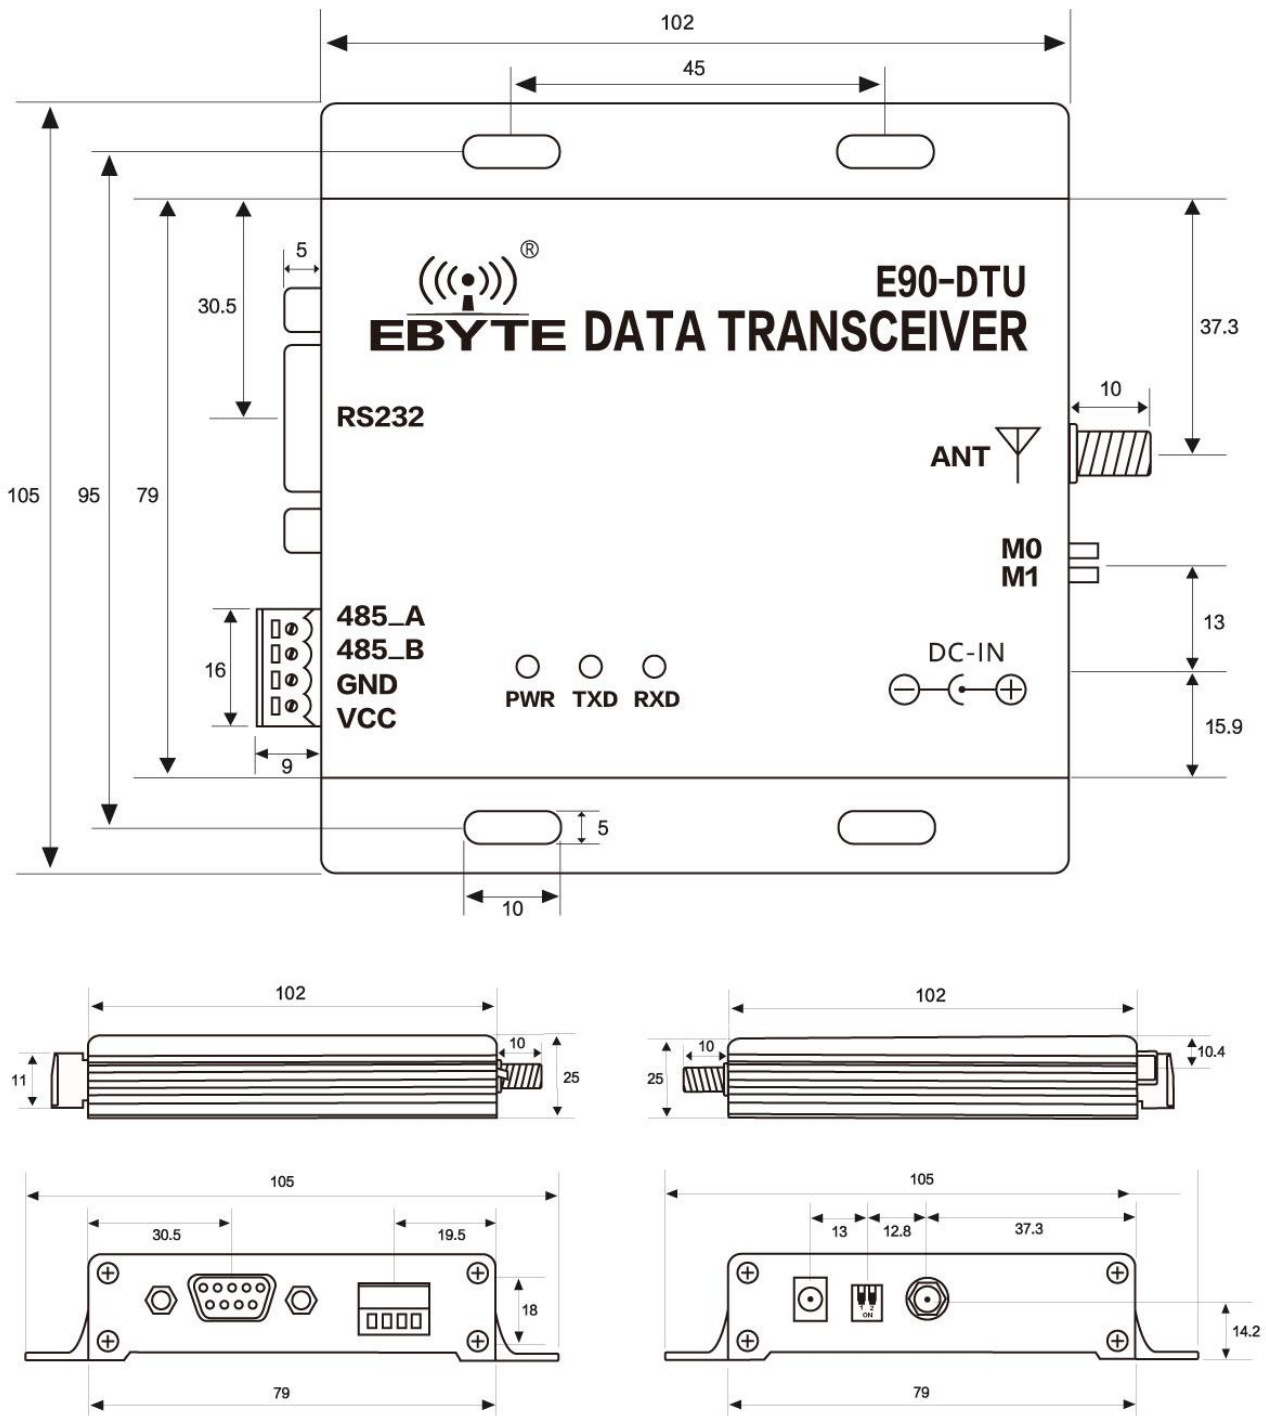 102
45
®
5
E90-DTU
30.5
EBYTE DATA TRANSCEIVER
37.3
10
RS232
ANT
105
95
79
M0
M1
485_A
13
485_B
DC-IN
16
GND
PWR TXD RXD
VCC
15.9
9
5
10
102
10
11
25
102
10
25
10.4
105
30.5
19.5
18
79
105
13
12.8
37.3
1 2
ON
14.2
79